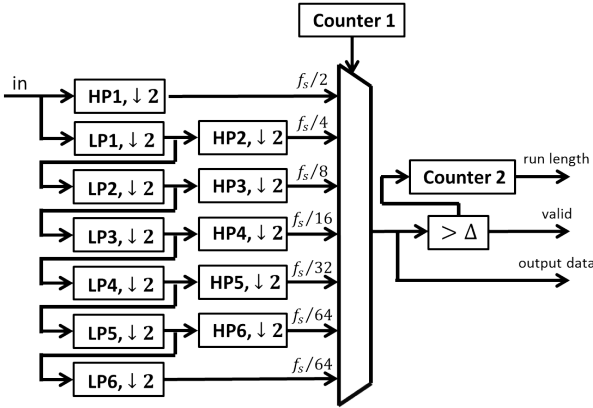 Counter 1
in
HP1,↓ 2
f_s/2
LP1,↓ 2
HP2,↓ 2
f_s/4
LP2,↓ 2
HP3,↓ 2
f_s/8
Counter 2
run length
LP3,↓ 2
HP4,↓ 2
f_s/16
> Δ
valid
LP4,↓ 2
HP5,↓ 2
f_s/32
output data
LP5,↓ 2
HP6,↓ 2
f_s/64
LP6,↓ 2
f_s/64